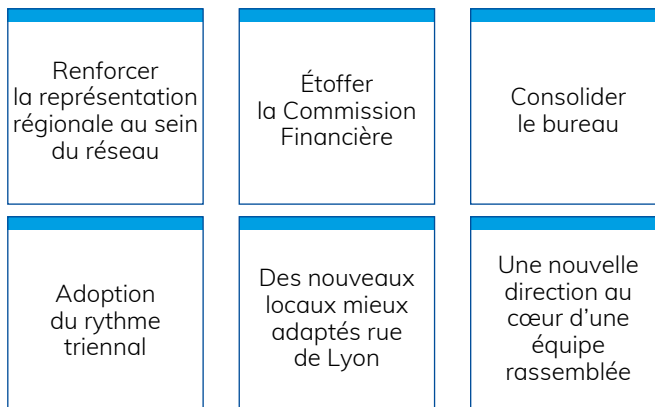 Renforcer
la représentation
régionale au sein
du réseau
Étoffer
la Commission
Financière
Consolider
le bureau
Adoption
du rythme
triennal
Des nouveaux
locaux mieux
adaptés rue
de Lyon
Une nouvelle
direction au
cœur d’une
équipe
rassemblée